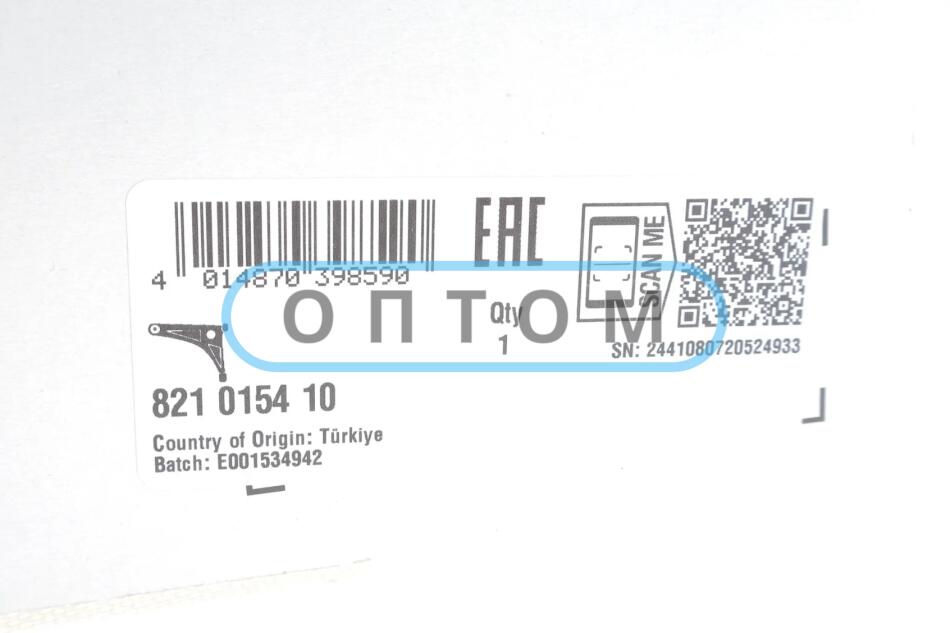 4 014870 398590
EAC
SCAN ME
ОПТОМ
Qty
1
SN: 2441080720524933
821 0154 10
Country of Origin: Türkiye
Batch: E001534942